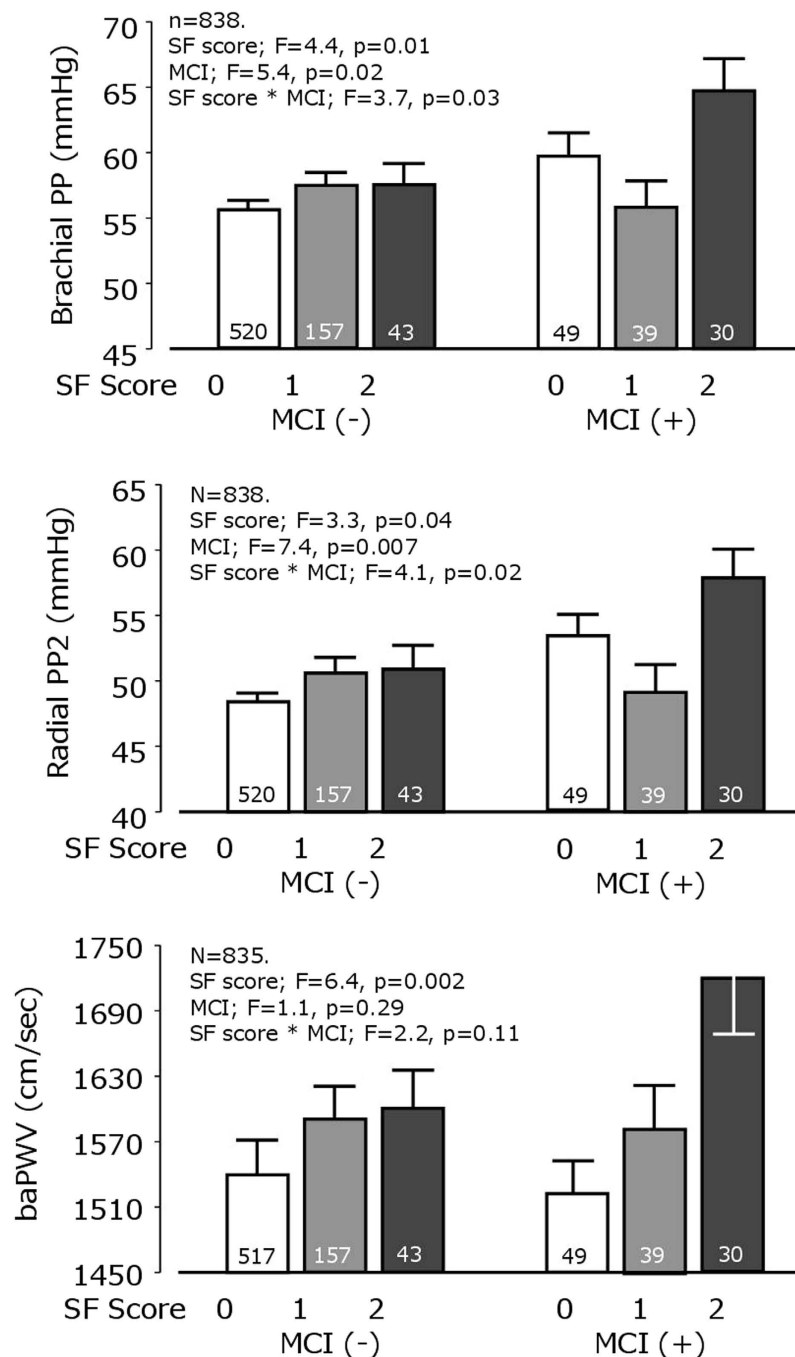 70
65
60
55
50
45
Brachial PP (mmHg)
n=838.
SF score; F=4.4, p=0.01
MCI; F=5.4, p=0.02
SF score * MCI; F=3.7, p=0.03
520 157 43 49 39 30
SF Score 0 1 2 0 1 2
MCI (-) MCI (+)
65
60
55
50
45
40
Radial PP2 (mmHg)
N=838.
SF score; F=3.3, p=0.04
MCI; F=7.4, p=0.007
SF score * MCI; F=4.1, p=0.02
520 157 43 49 39 30
SF Score 0 1 2 0 1 2
MCI (-) MCI (+)
1750
1690
1630
1570
1510
1450
baPWV (cm/sec)
N=835.
SF score; F=6.4, p=0.002
MCI; F=1.1, p=0.29
SF score * MCI; F=2.2, p=0.11
517 157 43 49 39 30
SF Score 0 1 2 0 1 2
MCI (-) MCI (+)